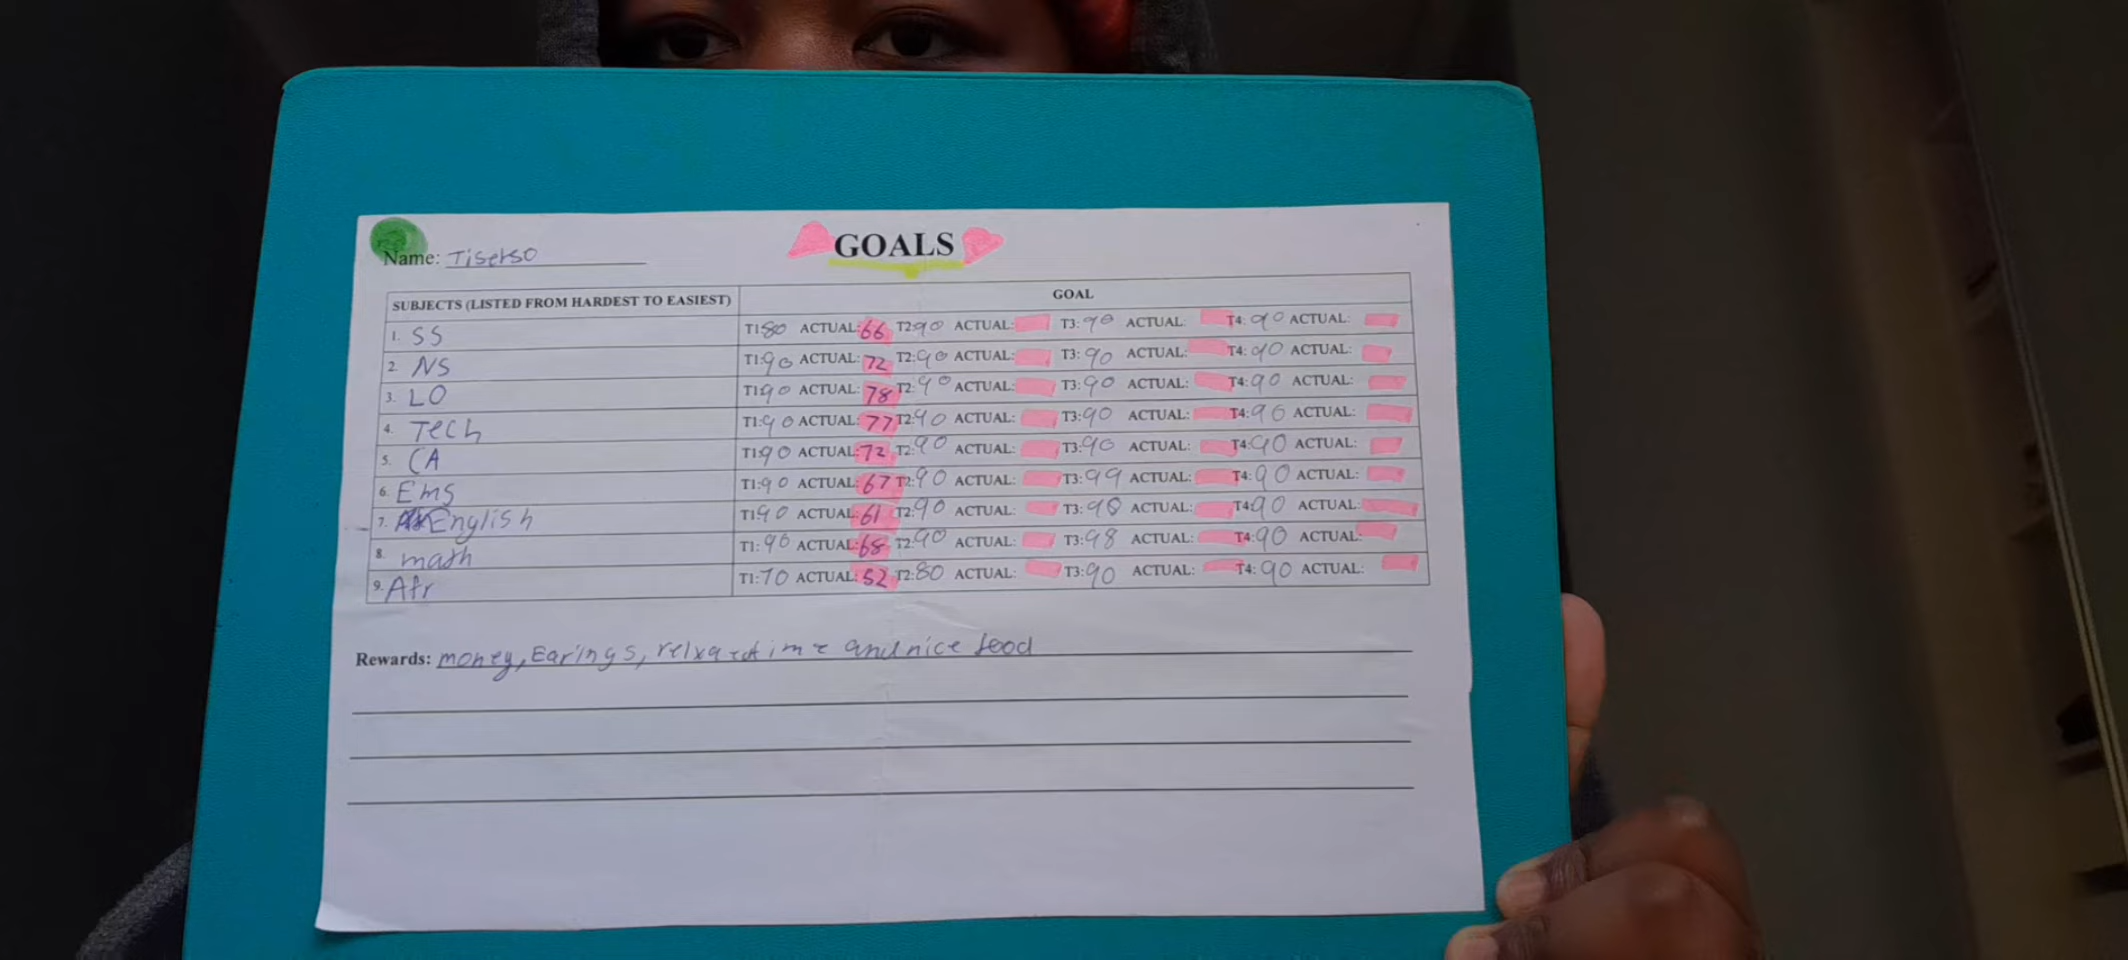 GOALS
Name: Tisetso
SUBJECTS (LISTED FROM HARDEST TO EASIEST) GOAL
1. SS T1:80 ACTUAL: 66 T2:90 ACTUAL: T3:90 ACTUAL: T4:90 ACTUAL:
2. NS T1:90 ACTUAL: 72 T2:90 ACTUAL: T3:90 ACTUAL: T4:90 ACTUAL:
3. LO T1:90 ACTUAL: 78 T2:90 ACTUAL: T3:90 ACTUAL: T4:90 ACTUAL:
4. Tech T1:90 ACTUAL: 77 T2:90 ACTUAL: T3:90 ACTUAL: T4:90 ACTUAL:
5. CA T1:90 ACTUAL: 72 T2:90 ACTUAL: T3:90 ACTUAL: T4:90 ACTUAL:
6. Ems T1:90 ACTUAL: 67 T2:90 ACTUAL: T3:99 ACTUAL: T4:90 ACTUAL:
7. English T1:90 ACTUAL: 61 T2:90 ACTUAL: T3: ACTUAL: T4:90 ACTUAL:
8. math T1:90 ACTUAL: 68 T2:90 ACTUAL: T3:98 ACTUAL: T4:90 ACTUAL:
9. Afr T1:70 ACTUAL: 52 T2:80 ACTUAL: T3:90 ACTUAL: T4:90 ACTUAL:
Rewards: money, Earings, and nice food